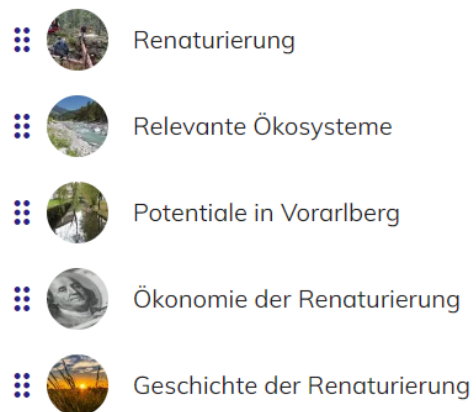 Renaturierung
Relevante Ökosysteme
Potentiale in Vorarlberg
Ökonomie der Renaturierung
Geschichte der Renaturierung